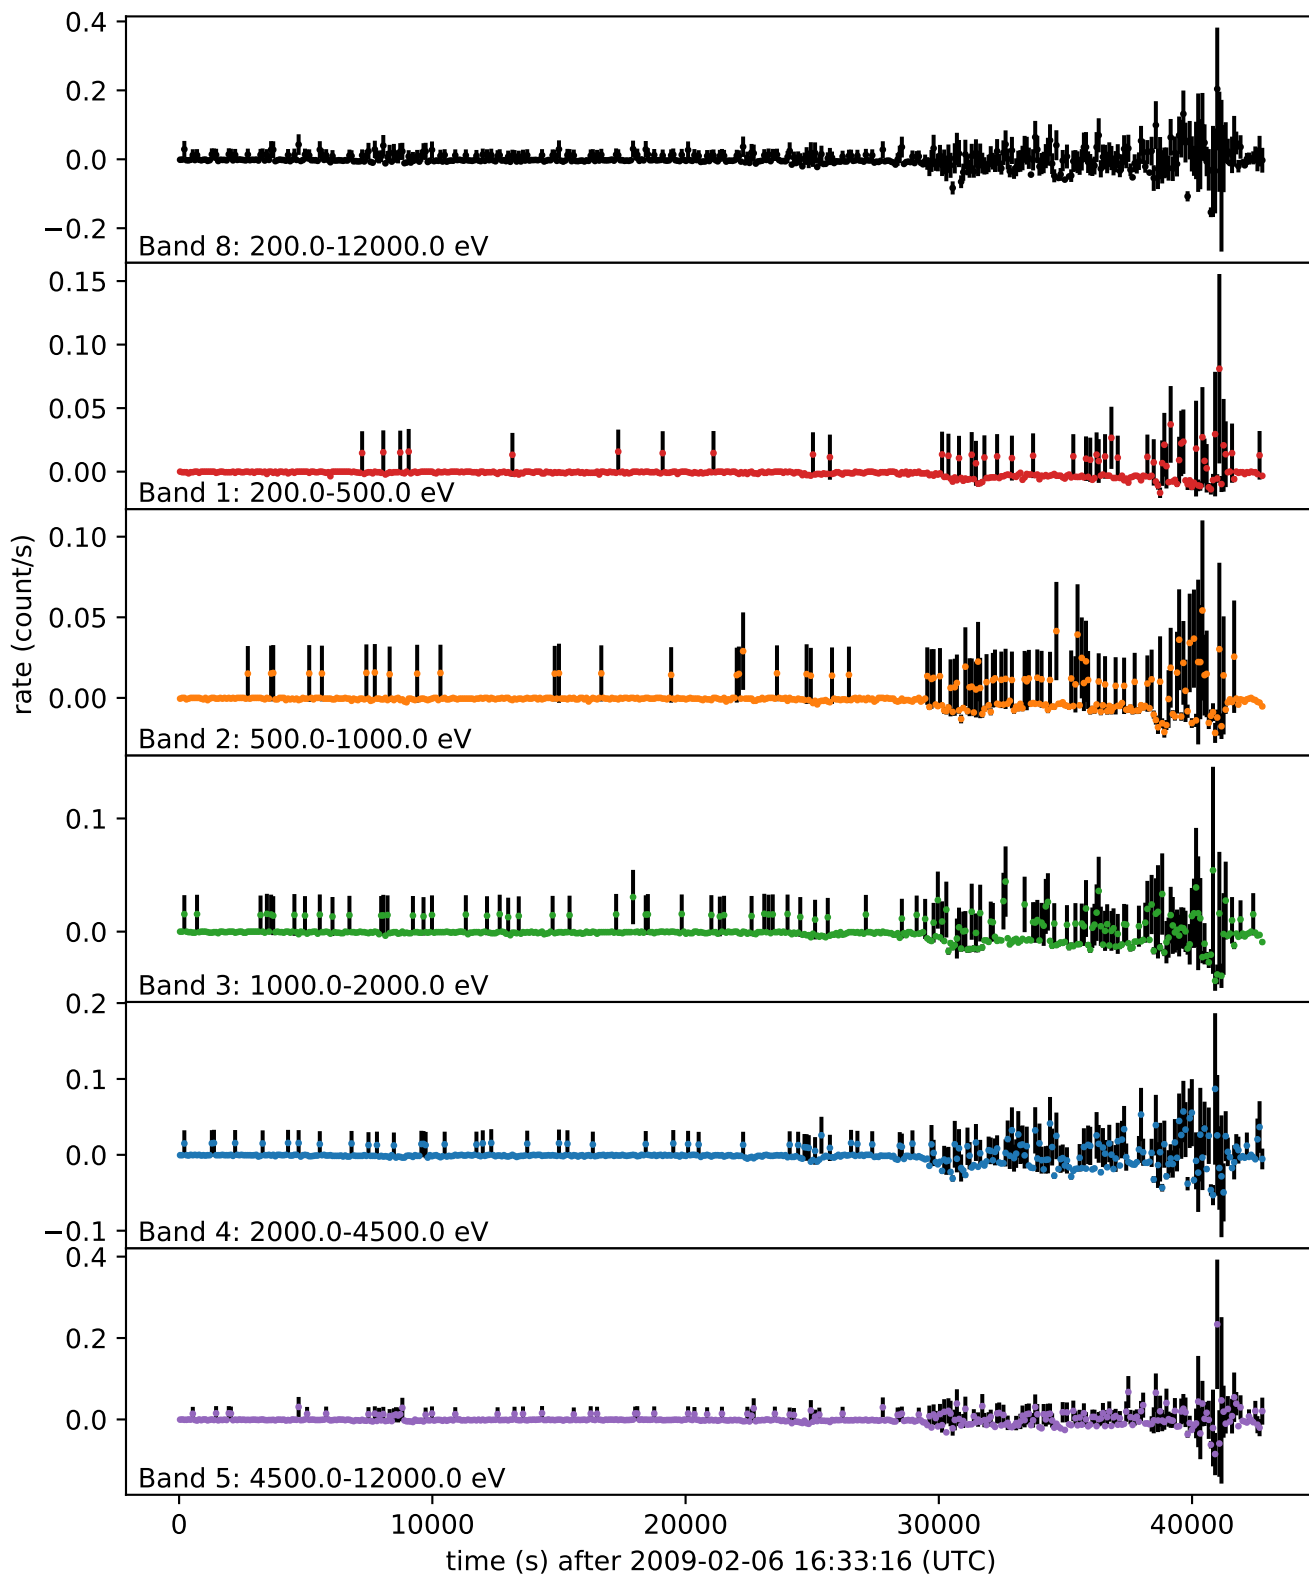 0.4
0.2
0.0
−0.2
Band 8: 200.0-12000.0 eV
0.15
0.10
0.05
0.00
Band 1: 200.0-500.0 eV
rate (count/s)
0.10
0.05
0.00
Band 2: 500.0-1000.0 eV
0.1
0.0
Band 3: 1000.0-2000.0 eV
0.2
0.1
0.0
−0.1
Band 4: 2000.0-4500.0 eV
0.4
0.2
0.0
Band 5: 4500.0-12000.0 eV
0 10000 20000 30000 40000
time (s) after 2009-02-06 16:33:16 (UTC)